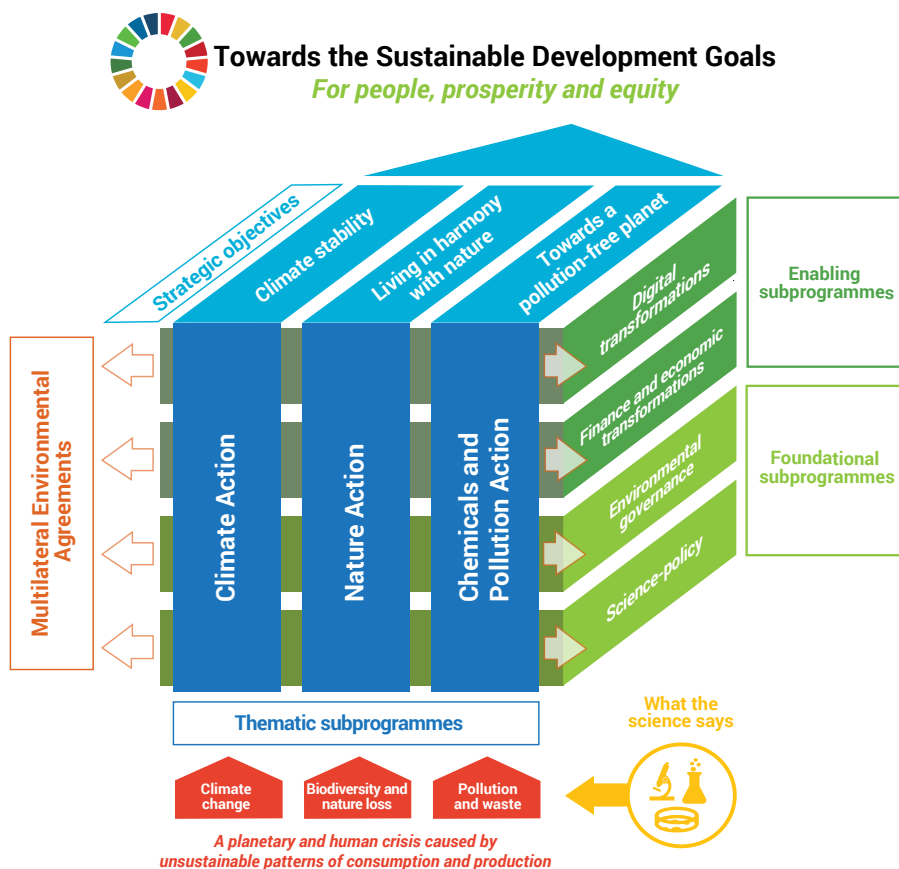 Towards the Sustainable Development Goals
For people, prosperity and equity
Strategic objectives
Climate stability
Living in harmony
with nature
Towards a
pollution-free planet
Digital
transformations
Finance and economic
transformations
Environmental
governance
Science-policy
Enabling
subprogrammes
Foundational
subprogrammes
Multilateral Environmental
Agreements
Climate Action
Nature Action
Chemicals and
Pollution Action
Thematic subprogrammes
What the
science says
Climate
change
Biodiversity and
nature loss
Pollution
and waste
A planetary and human crisis caused by
unsustainable patterns of consumption and production